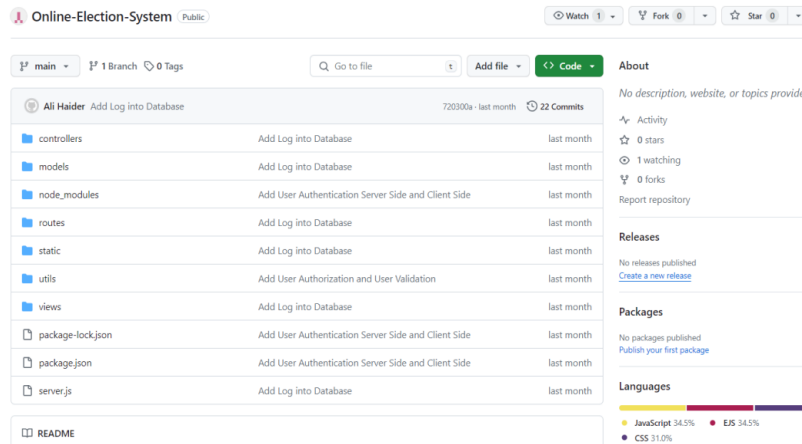 Online-Election-System Public
Watch 1 Fork 0 Star 0
main 1 Branch 0 Tags Go to file t Add file Code
Ali Haider Add Log into Database 720300a · last month 22 Commits
controllers Add Log into Database last month
models Add Log into Database last month
node_modules Add User Authentication Server Side and Client Side last month
routes Add Log into Database last month
static Add Log into Database last month
utils Add User Authorization and User Validation last month
views Add Log into Database last month
package-lock.json Add User Authentication Server Side and Client Side last month
package.json Add User Authentication Server Side and Client Side last month
server.js Add Log into Database last month
README
About
No description, website, or topics provide
Activity
0 stars
1 watching
0 forks
Report repository
Releases
No releases published
Create a new release
Packages
No packages published
Publish your first package
Languages
JavaScript 34.5% EJS 34.5%
CSS 31.0%